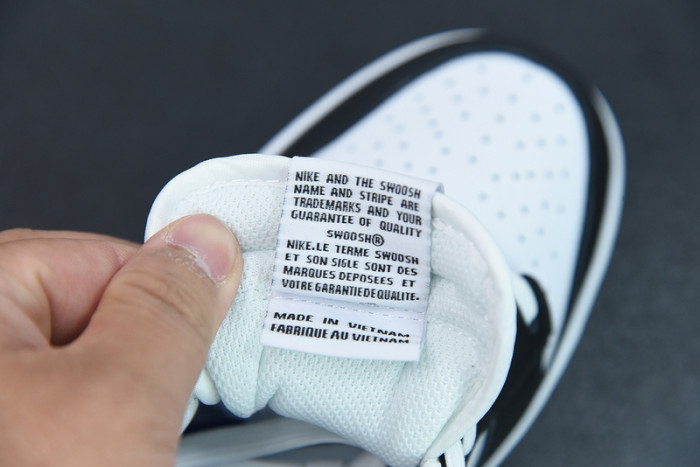 NIKE AND THE SWOOSH
NAME AND STRIPE ARE
TRADEMARKS AND YOUR
GUARANTEE OF QUALITY
SWOOSH®
NIKE.LE TERME SWOOSH
ET SON SIGLE SONT DES
MARQUES DEPOSEES ET
VOTRE GARANTIE DE QUALITE.
MADE IN VIETNAM
FABRIQUE AU VIETNAM